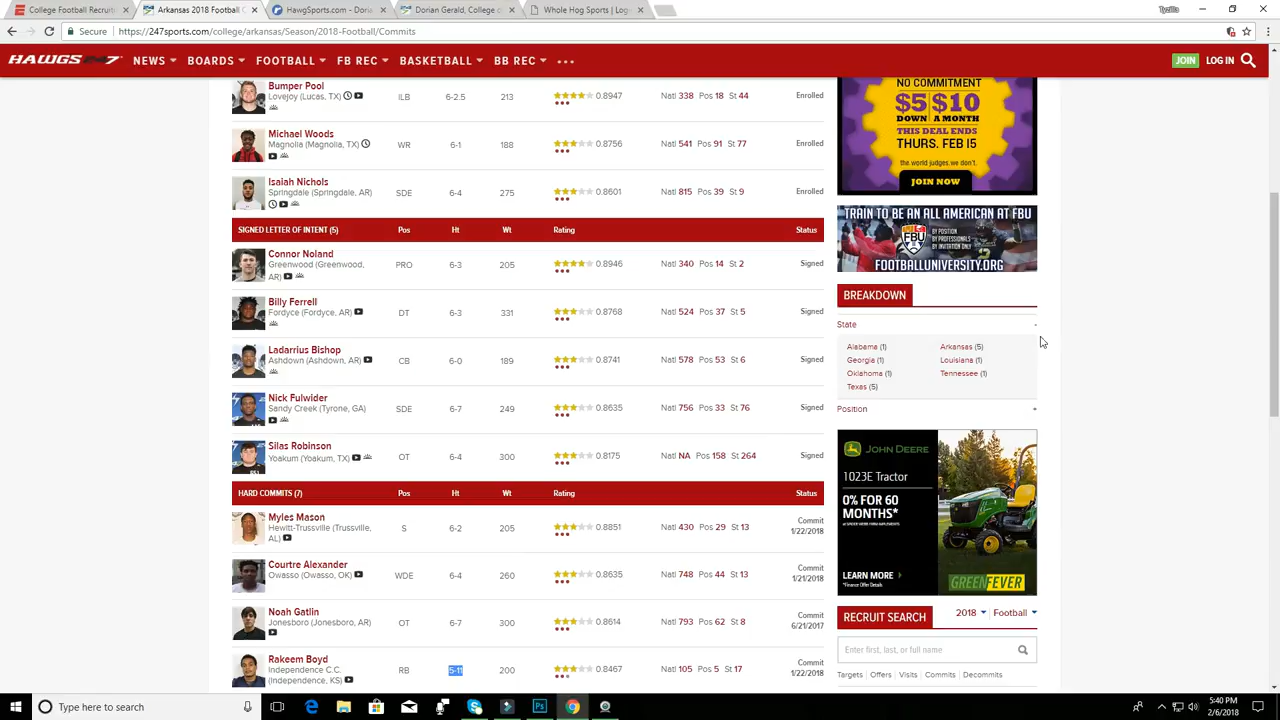 College Football Recruitin
Arkansas 2018 Football C
HawgSports.com - Dorian
Dorian Gerald, College o
Whole Hog Sports | Log
Tyzilla
Secure | https://247sports.com/college/arkansas/Season/2018-Football/Commits
HAWGS247 NEWS BOARDS FOOTBALL FB REC BASKETBALL BB REC JOIN LOG IN
Bumper Pool
Lovejoy (Lucas, TX) ILB 6-2.5 213 0.8947 Natl 338 Pos 18 St 44 Enrolled
Michael Woods
Magnolia (Magnolia, TX) WR 6-1 188 0.8756 Natl 541 Pos 91 St 77 Enrolled
Isaiah Nichols
Springdale (Springdale, AR) SDE 6-4 275 0.8601 Natl 815 Pos 39 St 9 Enrolled
SIGNED LETTER OF INTENT (5) Pos Ht Wt Rating Status
Connor Noland
Greenwood (Greenwood, AR) PRO 6-3 205 0.8946 Natl 340 Pos 14 St 2 Signed
Billy Ferrell
Fordyce (Fordyce, AR) DT 6-3 331 0.8768 Natl 524 Pos 37 St 5 Signed
Ladarrius Bishop
Ashdown (Ashdown, AR) CB 6-0 189 0.8741 Natl 578 Pos 53 St 6 Signed
Nick Fulwider
Sandy Creek (Tyrone, GA) SDE 6-7 249 0.8635 Natl 756 Pos 33 St 76 Signed
Silas Robinson
Yoakum (Yoakum, TX) OT 6-4 300 0.8175 Natl NA Pos 158 St 264 Signed
HARD COMMITS (7) Pos Ht Wt Rating Status
Myles Mason
Hewitt-Trussville (Trussville, AL) S 6-2 205 0.8851 Natl 430 Pos 29 St 13 Commit 1/22/2018
Courtre Alexander
Owasso (Owasso, OK) WDE 6-4 260 0.8635 Natl 748 Pos 44 St 13 Commit 1/21/2018
Noah Gatlin
Jonesboro (Jonesboro, AR) OT 6-7 300 0.8614 Natl 793 Pos 62 St 8 Commit 6/21/2017
Rakeem Boyd
Independence C.C. (Independence, KS) RB 200 0.8467 Natl 105 Pos 5 St 17 Commit 1/22/2018
NO COMMITMENT
$5 DOWN $10 A MONTH
THIS DEAL ENDS
THURS. FEB 15
the world judges. we don't.
JOIN NOW
TRAIN TO BE AN ALL AMERICAN AT FBU
FBU
BY POSITION
BY PROFESSIONALS
BY INVITATION ONLY
FOOTBALLUNIVERSITY.ORG
BREAKDOWN
State -
Alabama (1) Arkansas (5)
Georgia (1) Louisiana (1)
Oklahoma (1) Tennessee (1)
Texas (5)
Position +
JOHN DEERE
1023E Tractor
0% FOR 60
MONTHS*
LEARN MORE
*Finance Offer Details
GREENFEVER
RECRUIT SEARCH 2018 Football
Enter first, last, or full name
Targets Offers Visits Commits Decommits
Type here to search
5:40 PM
2/6/2018